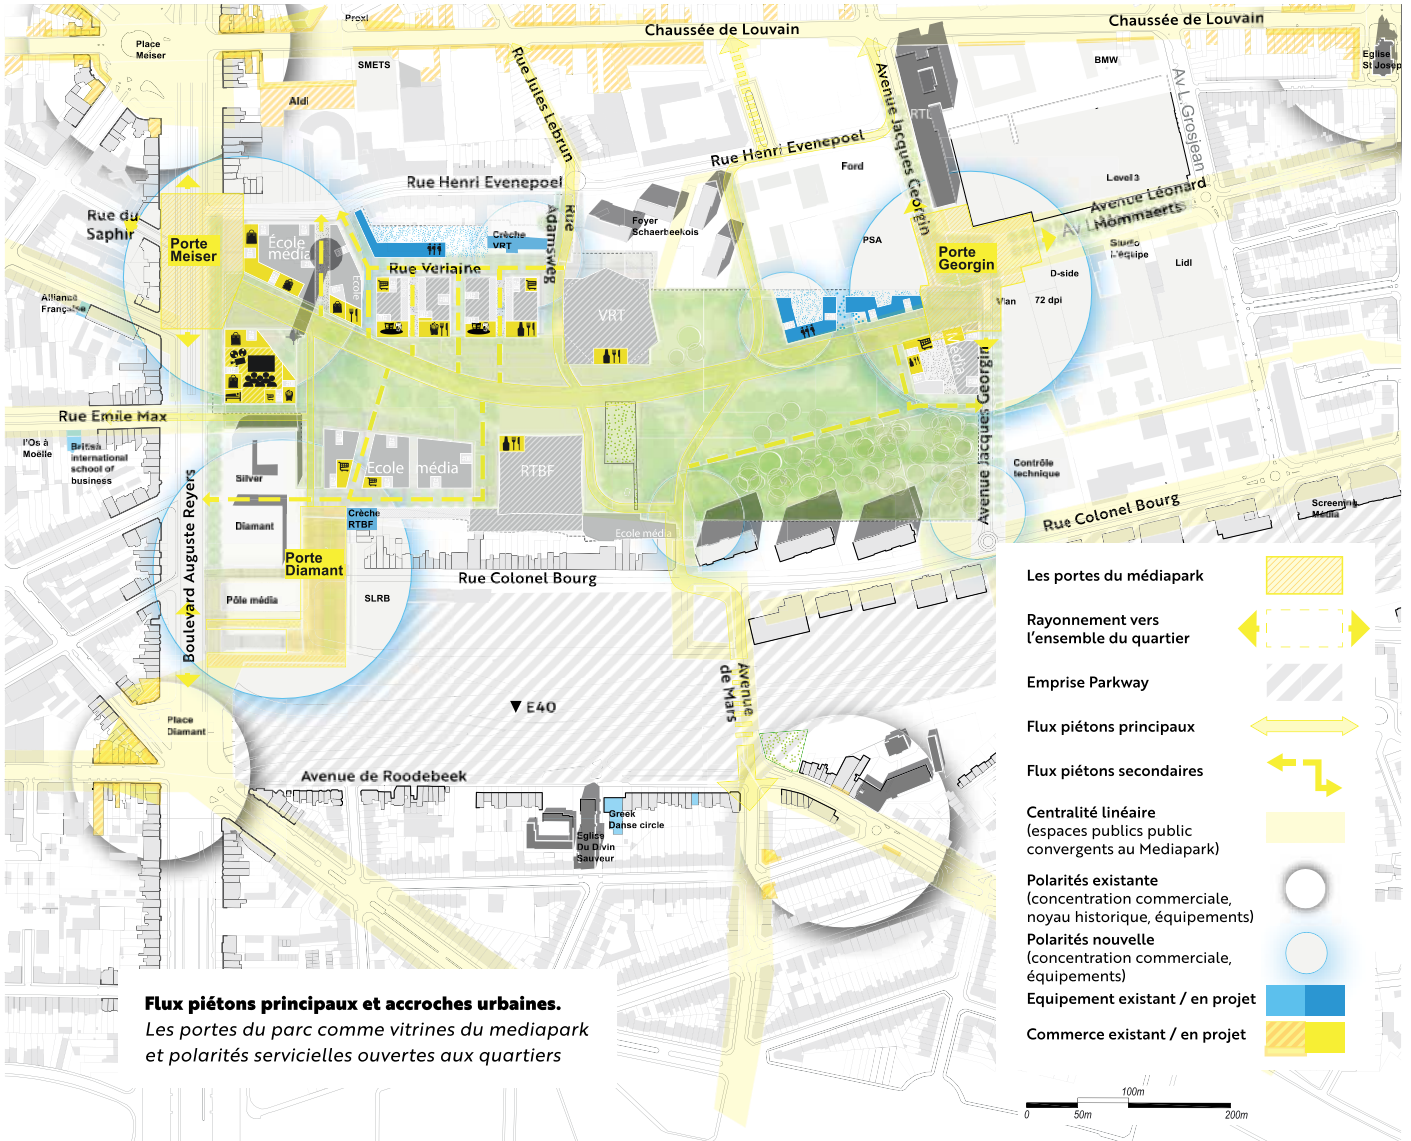 Proxi
Chaussée de Louvain
Chaussée de Louvain
Place
Meiser
SMETS
Aldi
Rue Jules Lebrun
Avenue Jacques Georgin
RTL
BMW
Av L.Grosjean
Eglise
St Josep
Rue Henri Evenepoel
Rue Henri Evenepoel
Ford
Level3
Avenue Léonard
Mommaerts
Rue du
Saphir
Porte
Meiser
École
média
École
Crèche
VRT
Rue
Adamsweg
Foyer
Schaerbeekois
PSA
Porte
Georgin
Studio
L'équipe
Lidl
D-side
72 dpi
Vlan
Rue Verlaine
Alliance
Française
VRT
Média
Avenue Jacques Georgin
Rue Emile Max
l'Os à
Moëlle
British
international
school of
business
Silver
Ecole média
RTBF
Contrôle
technique
Boulevard Auguste Reyers
Diamant
Crèche
RTBF
Ecole média
Rue Colonel Bourg
Screening
Média
Porte
Diamant
Rue Colonel Bourg
Pôle média
SLRB
Avenue
de Mars
E40
Place
Diamant
Avenue de Roodebeek
Greek
Danse circle
Eglise
Du Divin
Sauveur
Les portes du médiapark
Rayonnement vers
l'ensemble du quartier
Emprise Parkway
Flux piétons principaux
Flux piétons secondaires
Centralité linéaire
(espaces publics public
convergents au Mediapark)
Polarités existante
(concentration commerciale,
noyau historique, équipements)
Polarités nouvelle
(concentration commerciale,
équipements)
Equipement existant / en projet
Commerce existant / en projet
Flux piétons principaux et accroches urbaines.
Les portes du parc comme vitrines du mediapark
et polarités servicielles ouvertes aux quartiers
0 50m 100m 200m